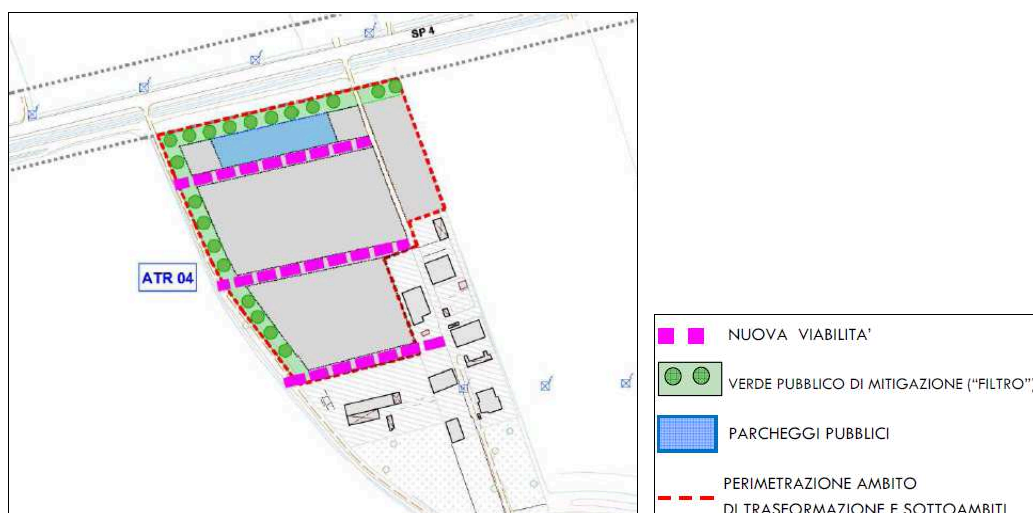 SP 4
ATR 04
NUOVA VIABILITA'
VERDE PUBBLICO DI MITIGAZIONE ("FILTRO")
PARCHEGGI PUBBLICI
PERIMETRAZIONE AMBITO
DI TRASFORMAZIONE E SOTTOAMBITI